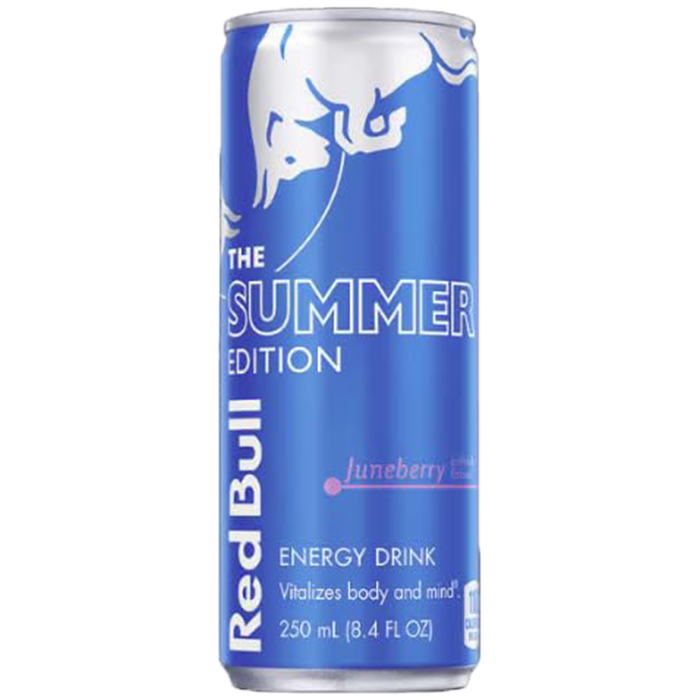 THE
SUMMER
EDITION
Red Bull
Juneberry
ENERGY DRINK
Vitalizes body and mind®.
250 mL (8.4 FL OZ)